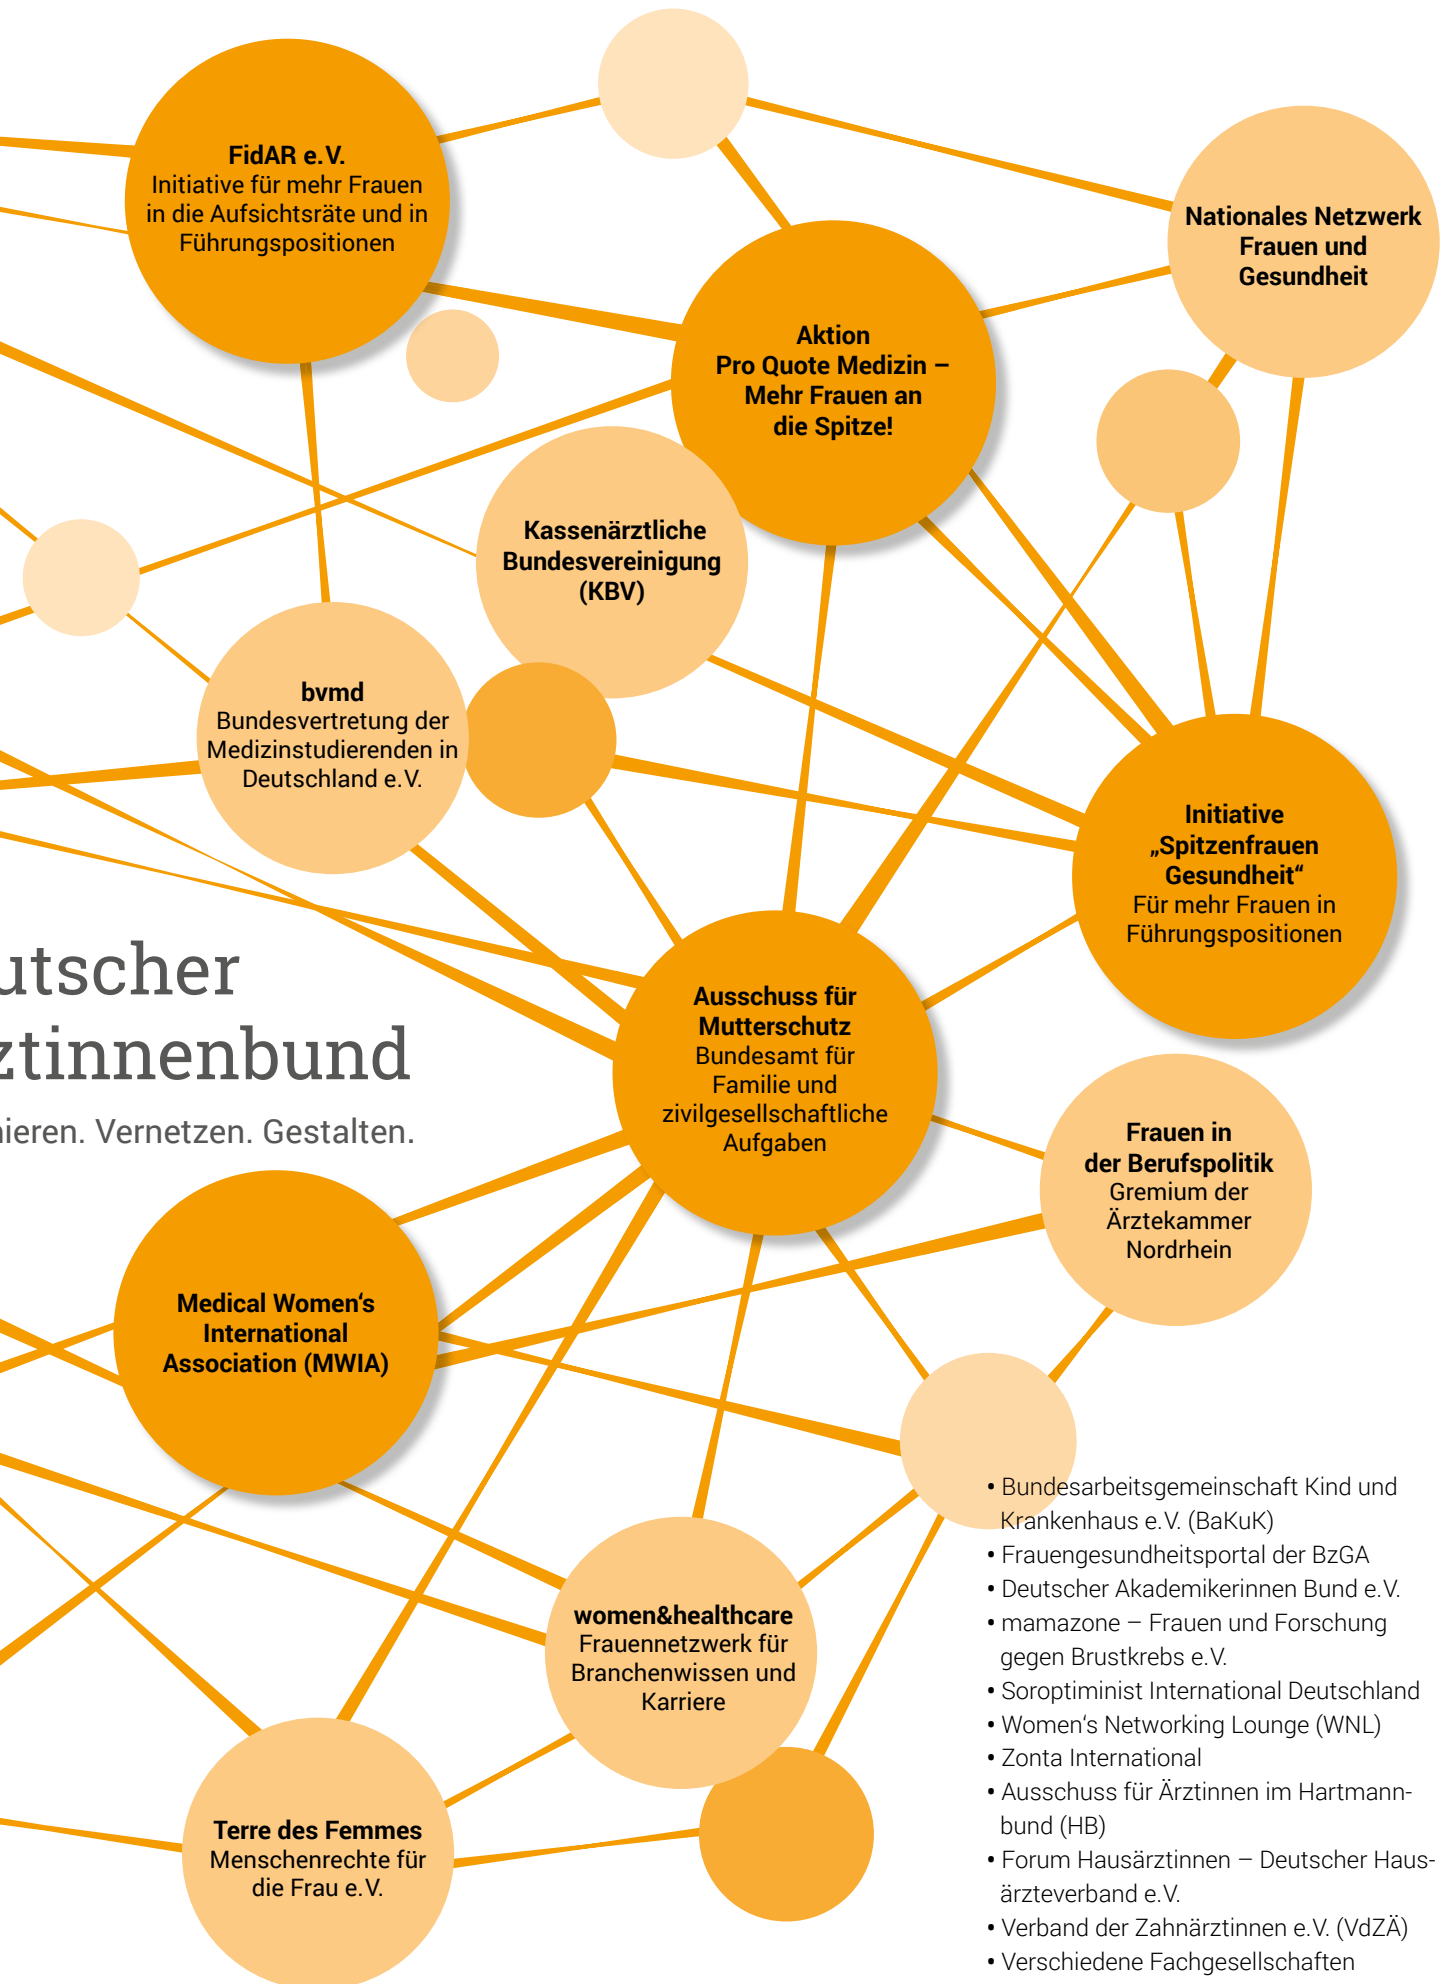 FidAR e.V.
Initiative für mehr Frauen
in die Aufsichtsräte und in
Führungspositionen
Nationales Netzwerk
Frauen und
Gesundheit
Aktion
Pro Quote Medizin –
Mehr Frauen an
die Spitze!
Kassenärztliche
Bundesvereinigung
(KBV)
bvmd
Bundesvertretung der
Medizinstudierenden in
Deutschland e.V.
Initiative
„Spitzenfrauen
Gesundheit“
Für mehr Frauen in
Führungspositionen
utscher
ztinnenbund
ieren. Vernetzen. Gestalten.
Ausschuss für
Mutterschutz
Bundesamt für
Familie und
zivilgesellschaftliche
Aufgaben
Frauen in
der Berufspolitik
Gremium der
Ärztekammer
Nordrhein
Medical Women‘s
International
Association (MWIA)
women&healthcare
Frauennetzwerk für
Branchenwissen und
Karriere
Terre des Femmes
Menschenrechte für
die Frau e.V.
• Bundesarbeitsgemeinschaft Kind und
Krankenhaus e.V. (BaKuK)
• Frauengesundheitsportal der BzGA
• Deutscher Akademikerinnen Bund e.V.
• mamazone – Frauen und Forschung
gegen Brustkrebs e.V.
• Soroptiminist International Deutschland
• Women‘s Networking Lounge (WNL)
• Zonta International
• Ausschuss für Ärztinnen im Hartmann-
bund (HB)
• Forum Hausärztinnen – Deutscher Haus-
ärzteverband e.V.
• Verband der Zahnärztinnen e.V. (VdZÄ)
• Verschiedene Fachgesellschaften